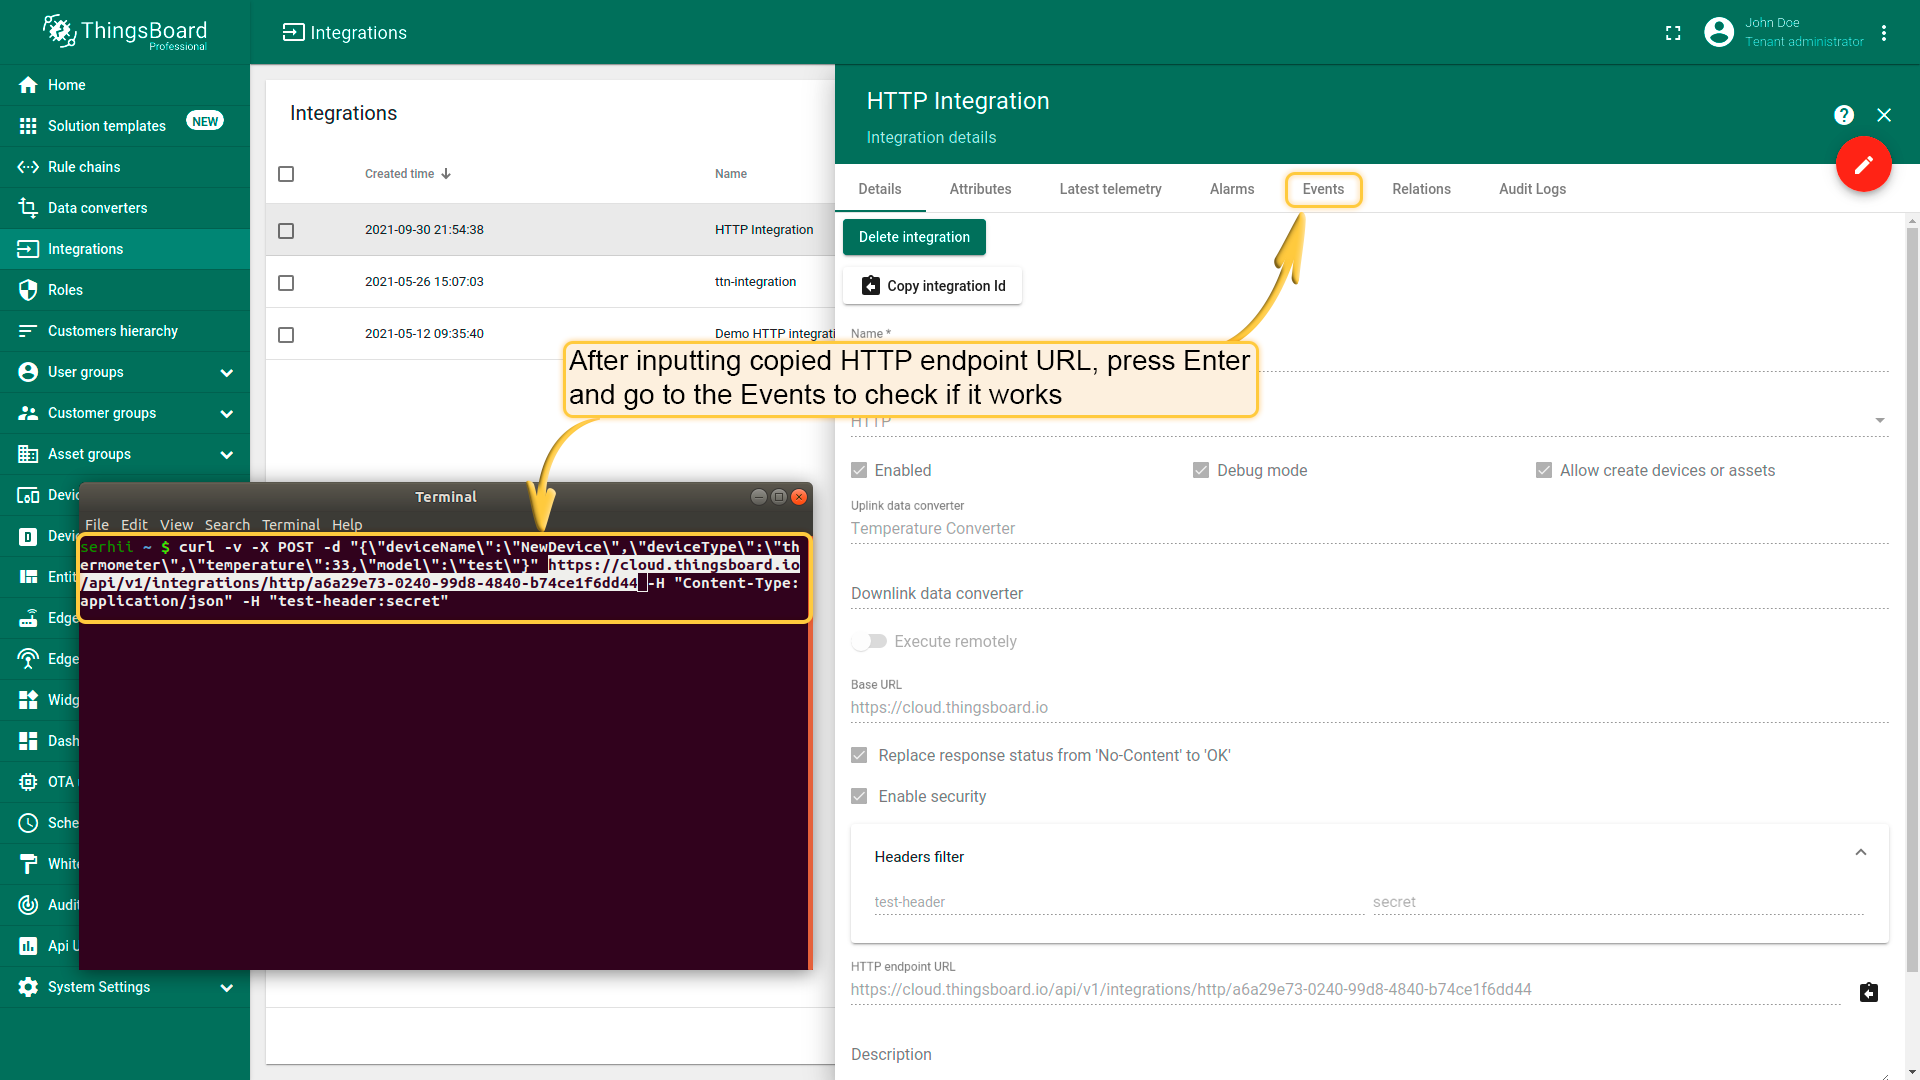 ThingsBoard
Professional
Integrations
John Doe
Tenant administrator
Home
Solution templates
NEW
Rule chains
Data converters
Integrations
Roles
Customers hierarchy
User groups
Customer groups
Asset groups
Devic
Devi
Entit
Edge
Edge
Widg
Dash
OTA
Sche
White
Audit
Api U
System Settings
Integrations
Created time
Name
2021-09-30 21:54:38
HTTP Integration
2021-05-26 15:07:03
ttn-integration
2021-05-12 09:35:40
Demo HTTP integrati
HTTP Integration
Integration details
Details
Attributes
Latest telemetry
Alarms
Events
Relations
Audit Logs
Delete integration
Copy integration Id
Name *
After inputting copied HTTP endpoint URL, press Enter
and go to the Events to check if it works
HTTP
Enabled
Debug mode
Allow create devices or assets
Uplink data converter
Temperature Converter
Downlink data converter
Execute remotely
Base URL
https://cloud.thingsboard.io
Replace response status from 'No-Content' to 'OK'
Enable security
Headers filter
test-header
secret
HTTP endpoint URL
https://cloud.thingsboard.io/api/v1/integrations/http/a6a29e73-0240-99d8-4840-b74ce1f6dd44
Description
Terminal
File Edit View Search Terminal Help
serhii ~ $ curl -v -X POST -d "{\"deviceName\":\"NewDevice\",\"deviceType\":\"th
ermometer\",\"temperature\":33,\"model\":\"test\"}" https://cloud.thingsboard.io
/api/v1/integrations/http/a6a29e73-0240-99d8-4840-b74ce1f6dd44 -H "Content-Type:
application/json" -H "test-header:secret"